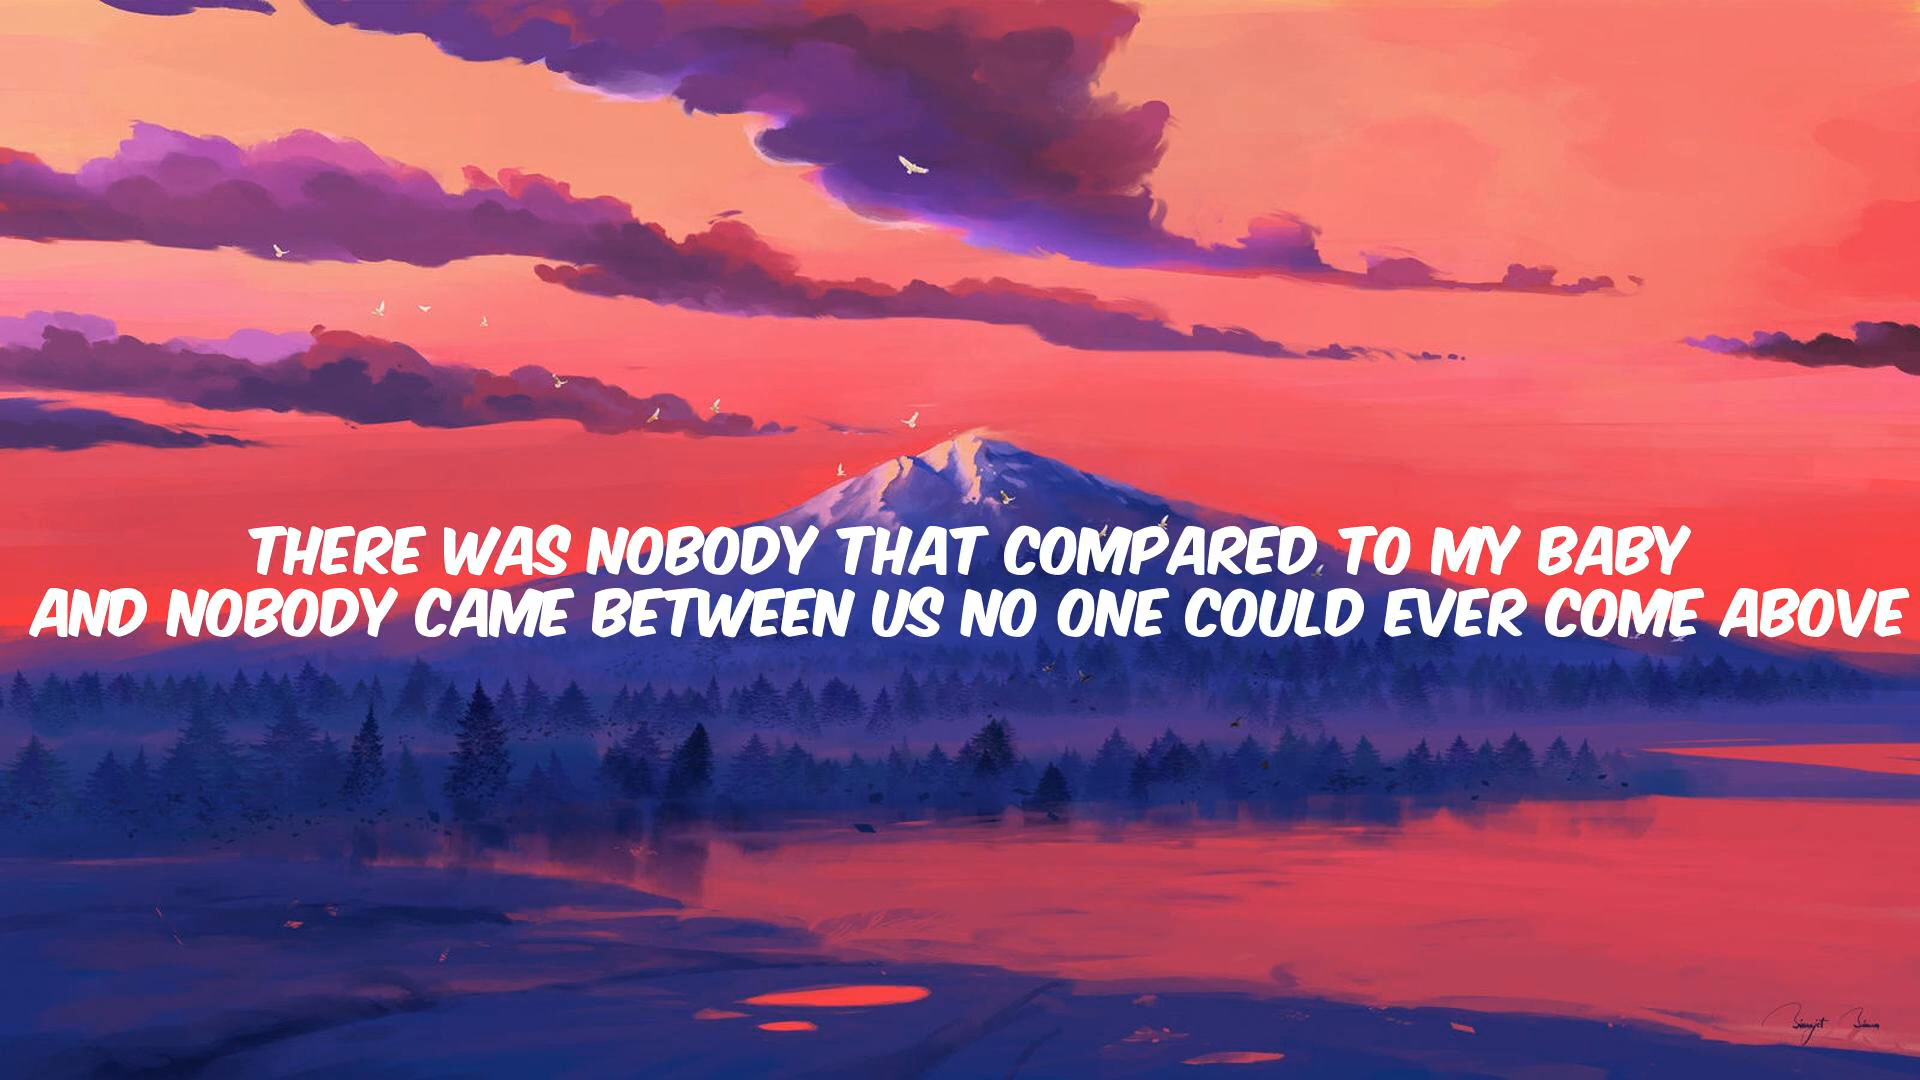 THERE WAS NOBODY THAT COMPARED TO MY BABY
AND NOBODY CAME BETWEEN US NO ONE COULD EVER COME ABOVE